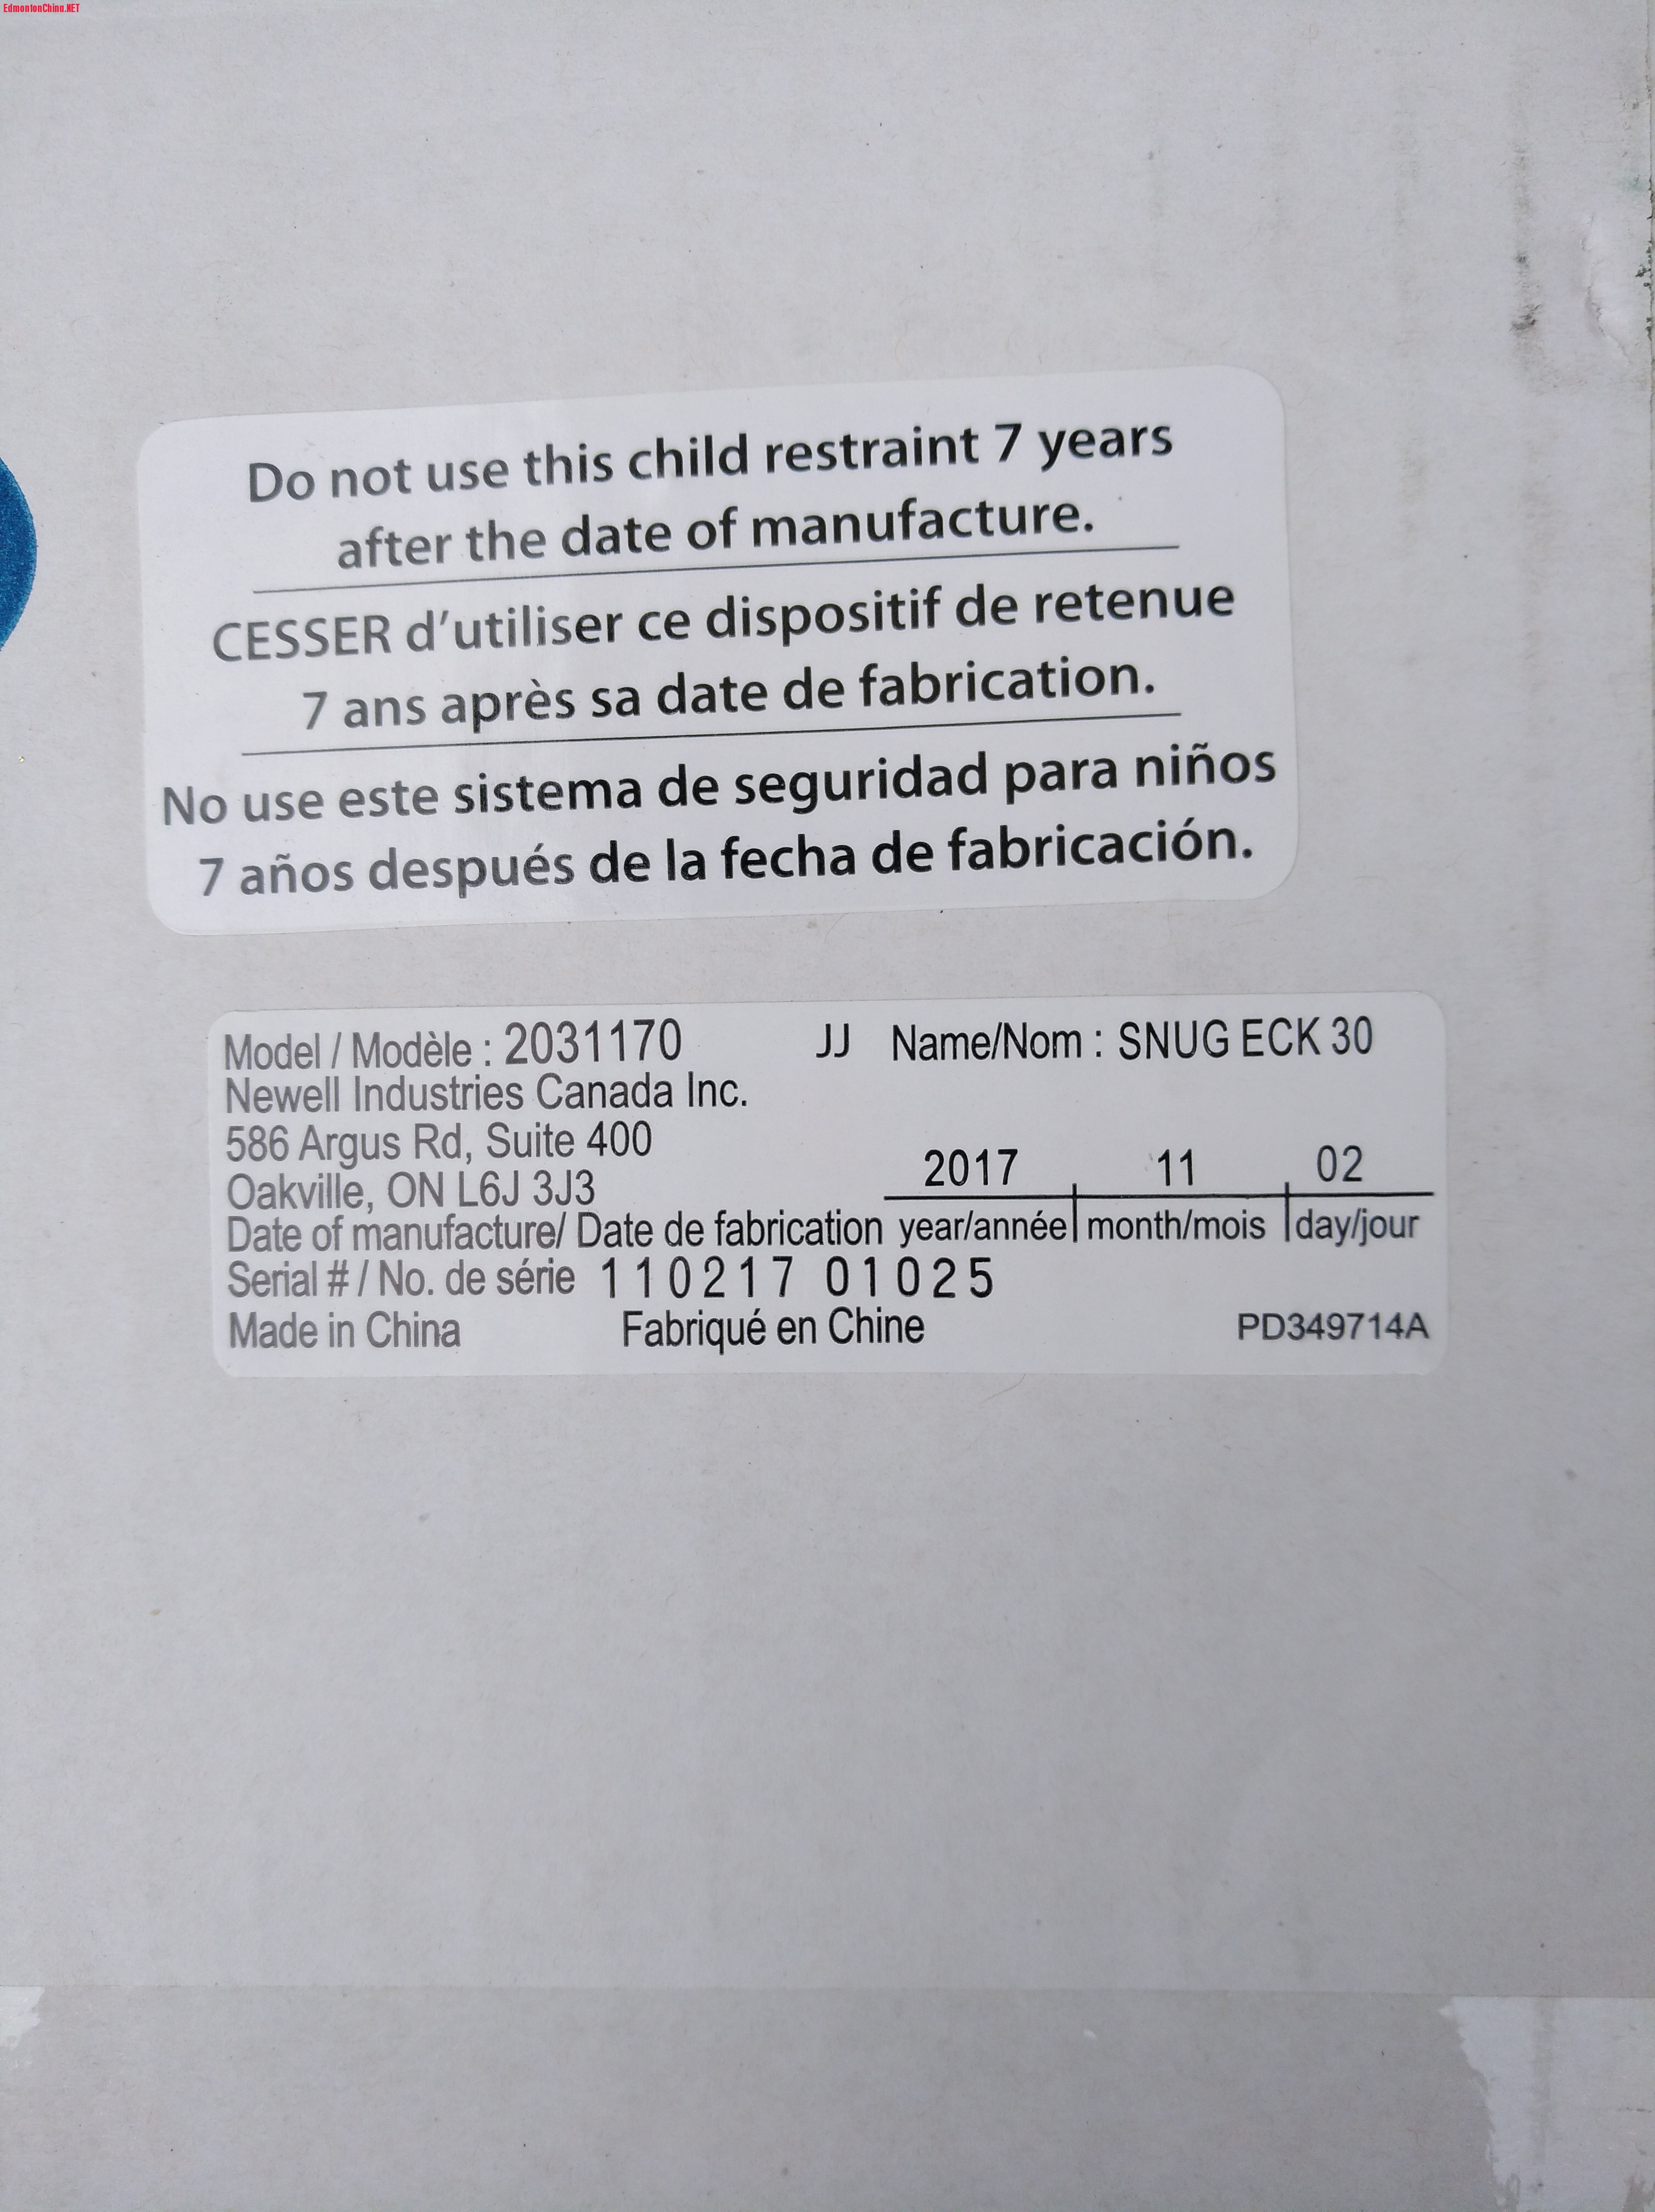 EdmontonChina.NET
Do not use this child restraint 7 years
after the date of manufacture.
CESSER d'utiliser ce dispositif de retenue
7 ans après sa date de fabrication.
No use este sistema de seguridad para niños
7 años después de la fecha de fabricación.
Model / Modèle : 2031170 JJ Name/Nom : SNUG ECK 30
Newell Industries Canada Inc.
586 Argus Rd, Suite 400
Oakville, ON L6J 3J3 2017 11 02
Date of manufacture/ Date de fabrication year/année month/mois day/jour
Serial # / No. de série 110217 01025
Made in China Fabriqué en Chine PD349714A